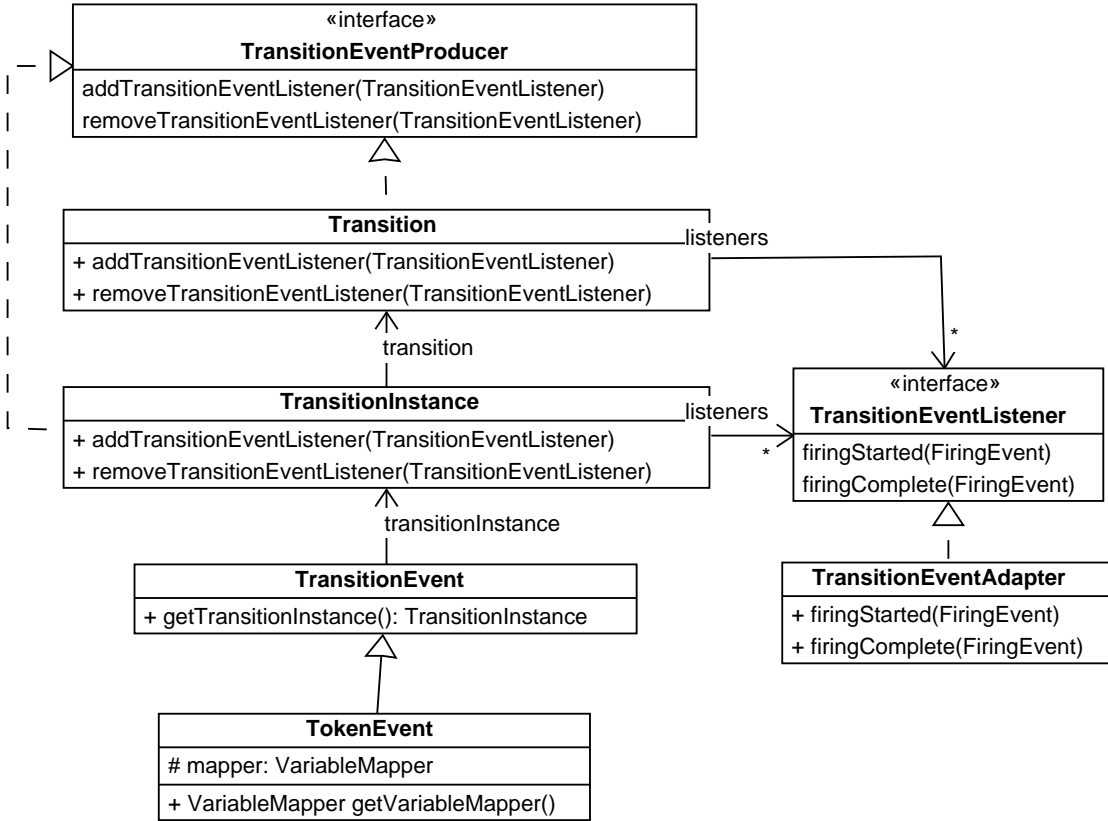 «interface»
TransitionEventProducer
addTransitionEventListener(TransitionEventListener)
removeTransitionEventListener(TransitionEventListener)
Transition
+ addTransitionEventListener(TransitionEventListener)
+ removeTransitionEventListener(TransitionEventListener)
listeners
*
transition
TransitionInstance
+ addTransitionEventListener(TransitionEventListener)
+ removeTransitionEventListener(TransitionEventListener)
listeners
*
«interface»
TransitionEventListener
firingStarted(FiringEvent)
firingComplete(FiringEvent)
transitionInstance
TransitionEvent
+ getTransitionInstance(): TransitionInstance
TransitionEventAdapter
+ firingStarted(FiringEvent)
+ firingComplete(FiringEvent)
TokenEvent
# mapper: VariableMapper
+ VariableMapper getVariableMapper()